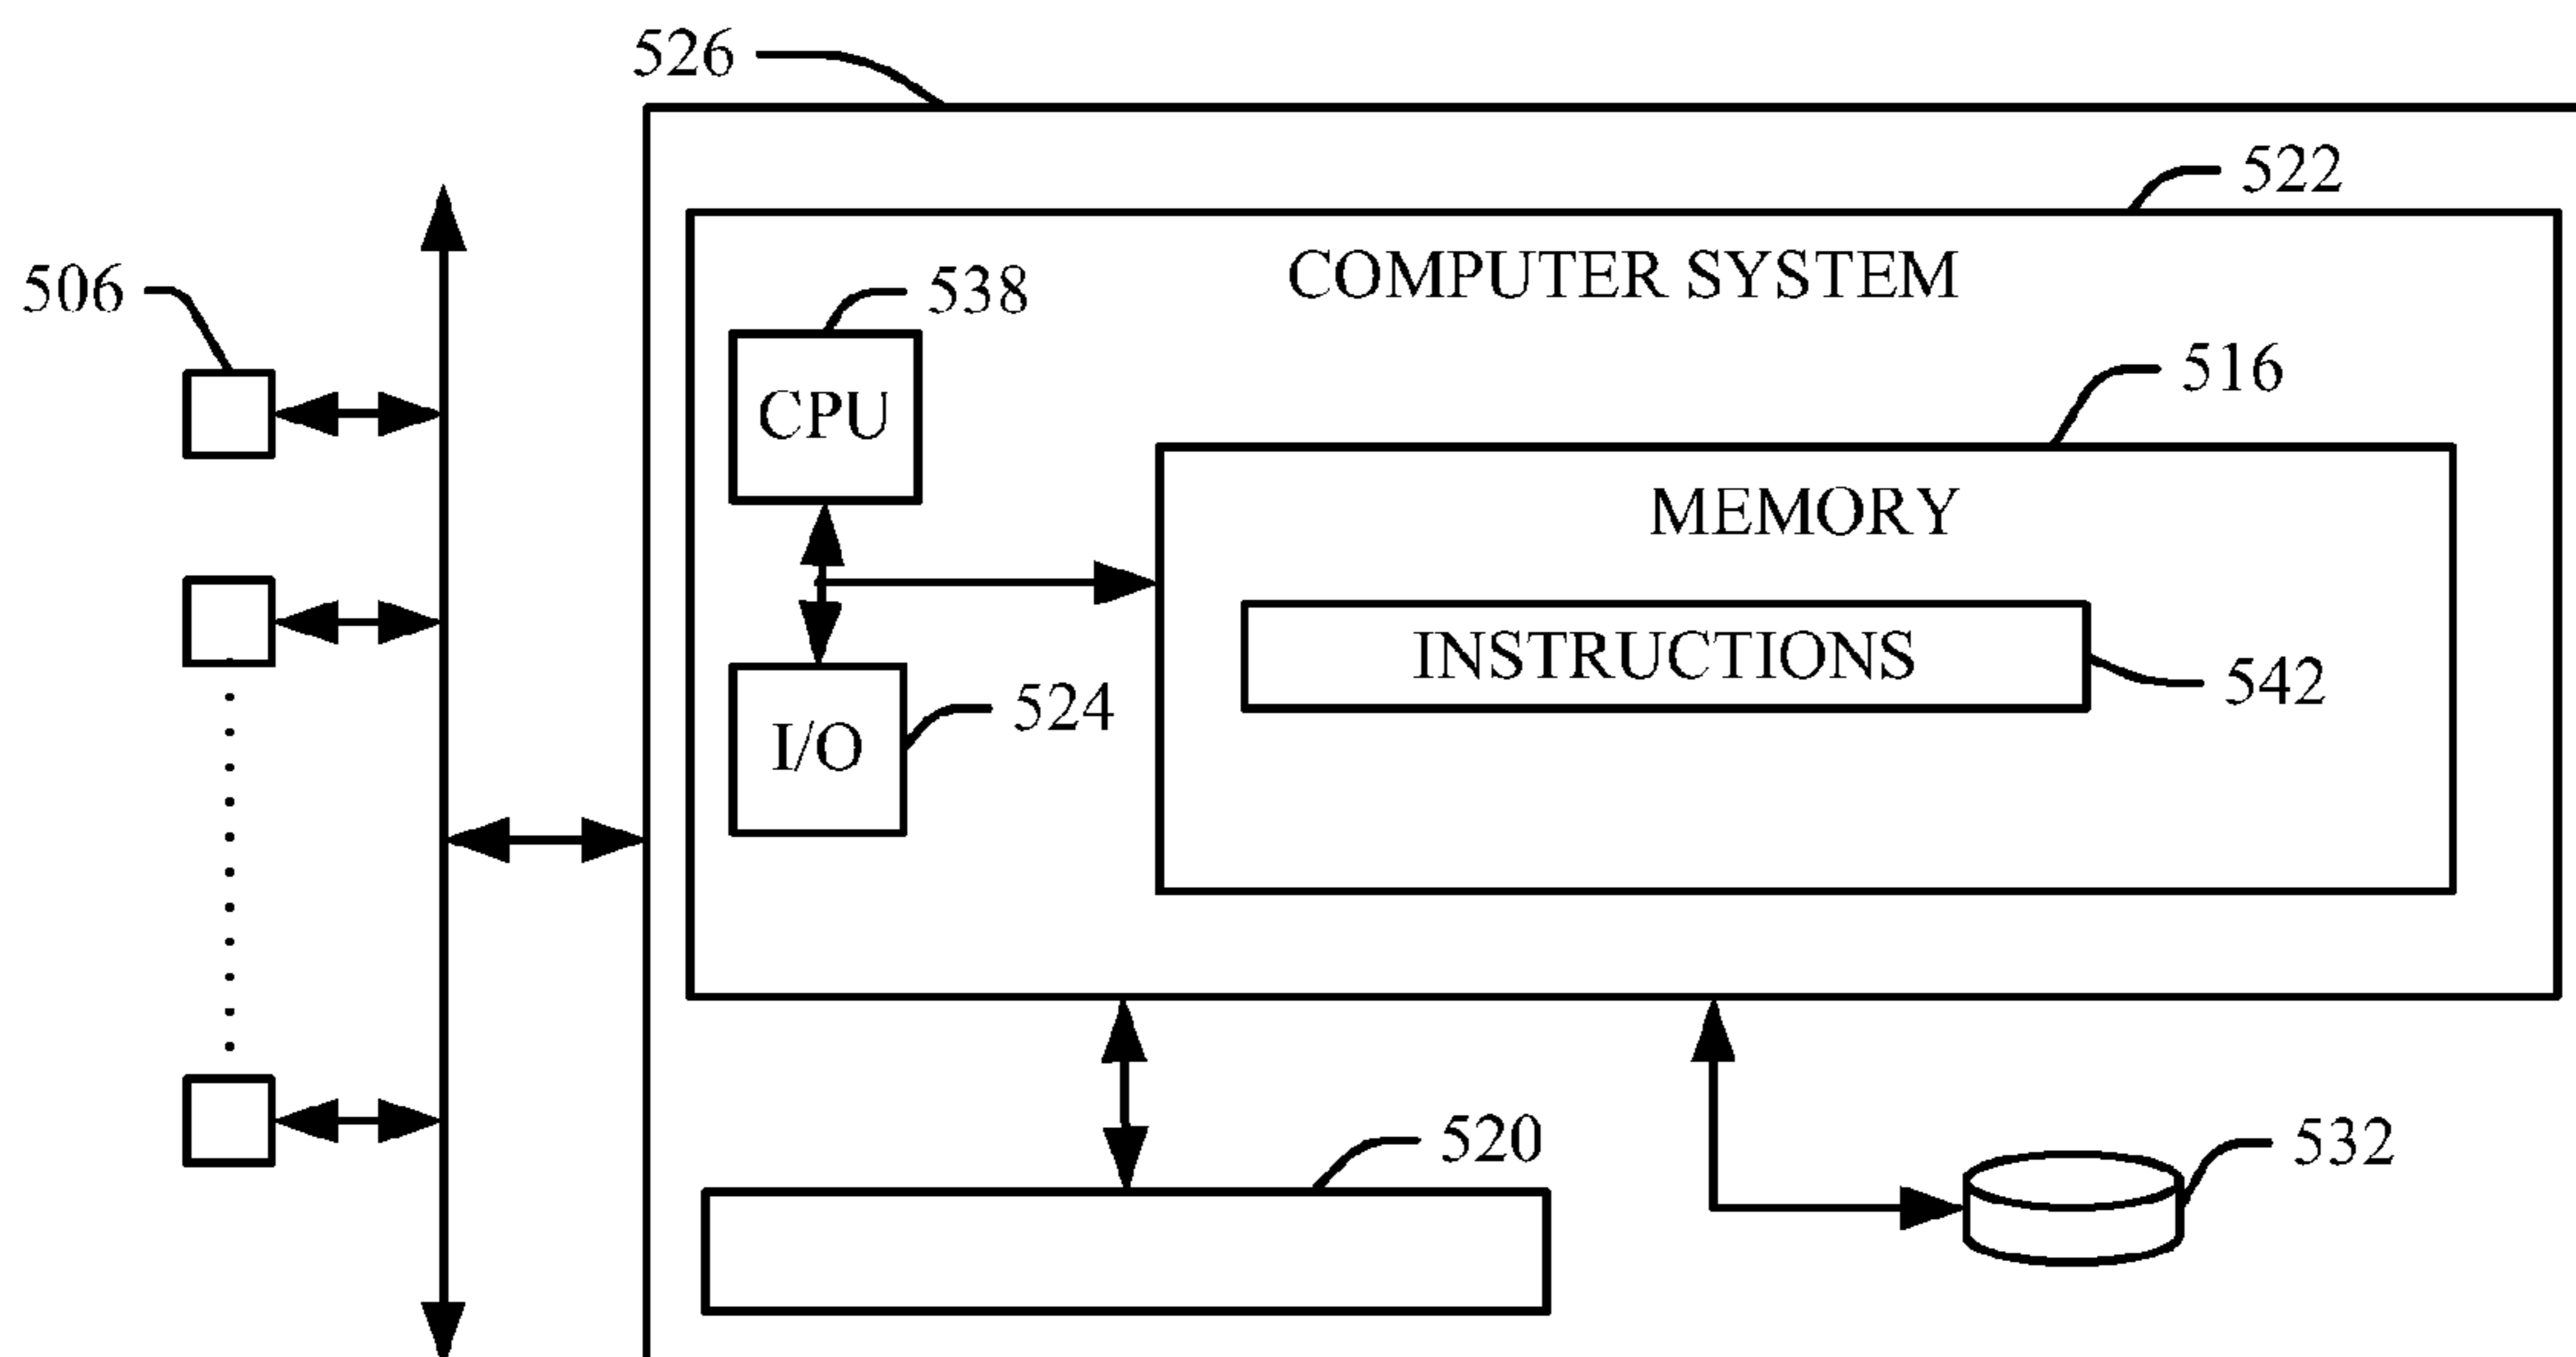 526
522
COMPUTER SYSTEM
506
538
516
CPU
MEMORY
INSTRUCTIONS
542
524
I/O
520
532